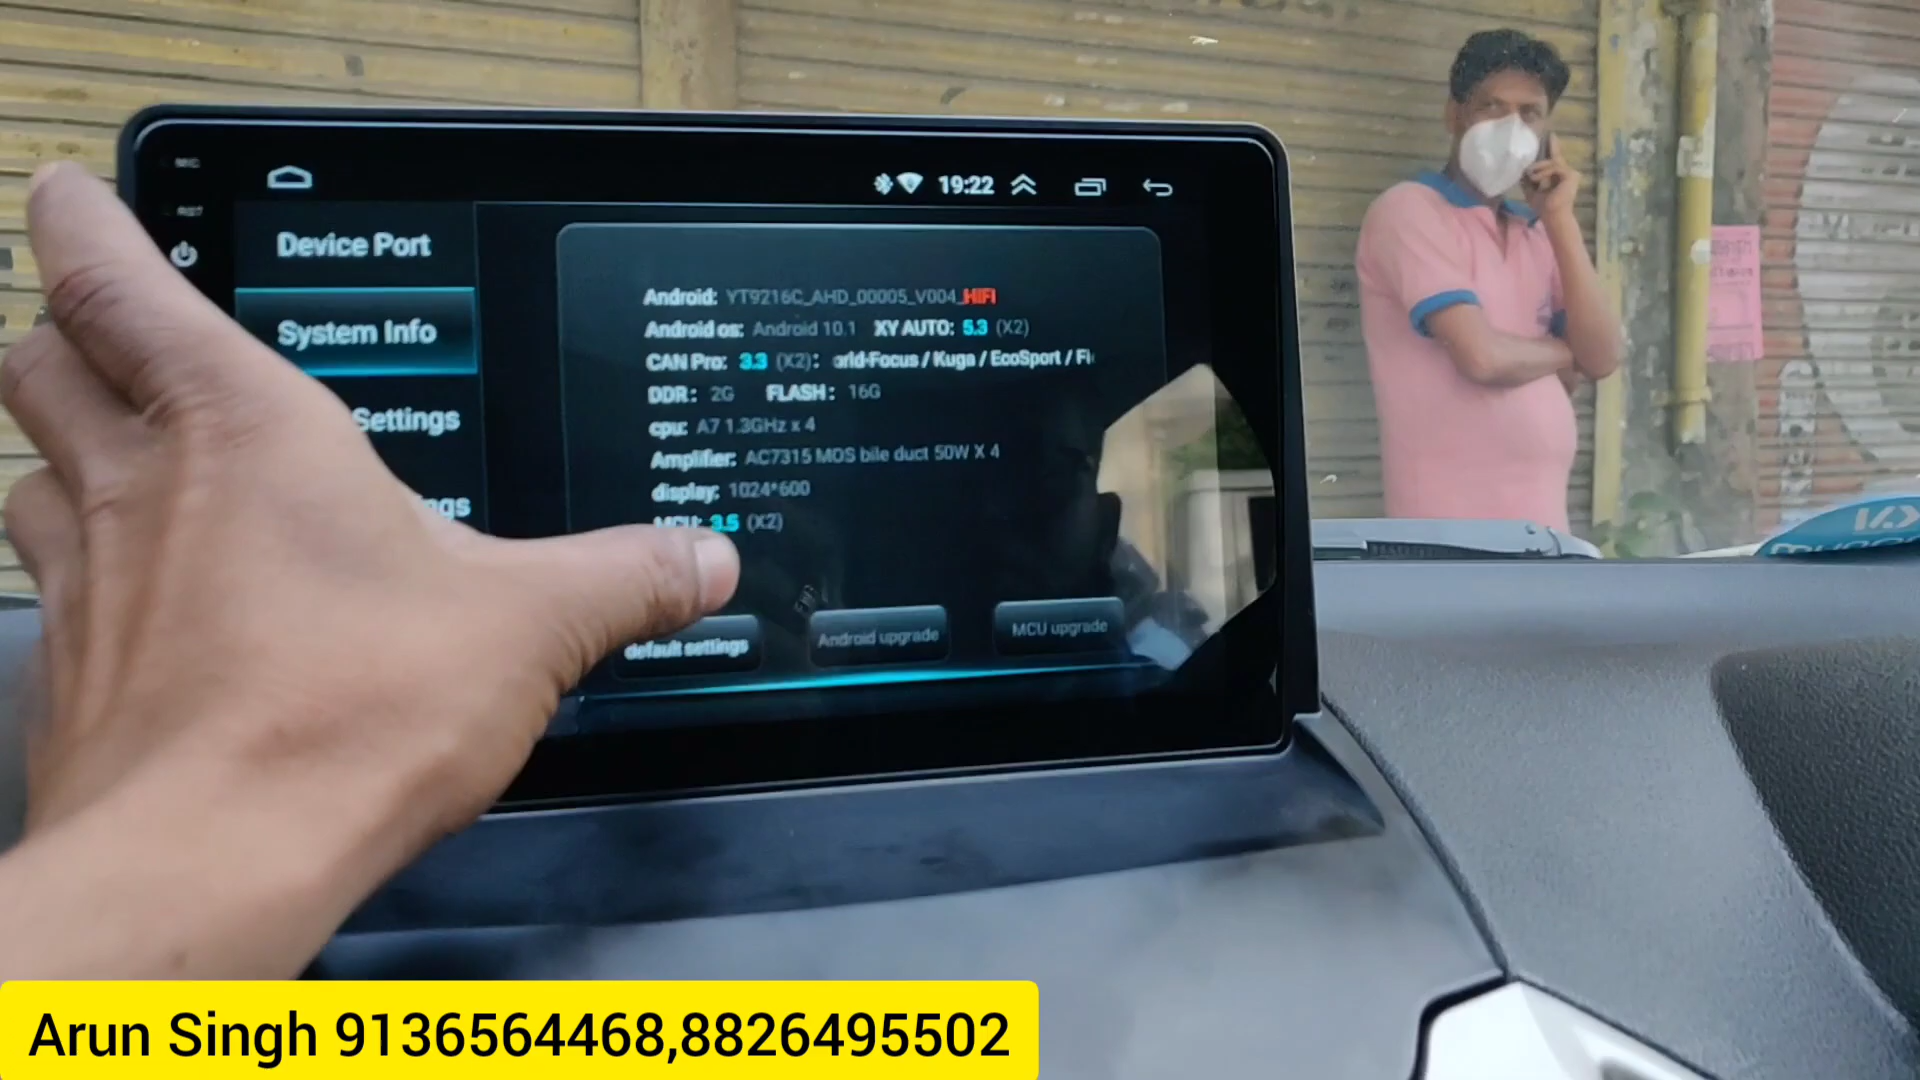 MIC
RST
19:22
Device Port
System Info
Settings
Android: YT9216C_AHD_00005_V004_HIFI
Android os: Android 10.1 XY AUTO: 5.3 (X2)
CAN Pro: 3.3 (X2): orld-Focus / Kuga / EcoSport / Fi
DDR: 2G FLASH: 16G
cpu: A7 1.3GHz x 4
Amplifier: AC7315 MOS bile duct 50W X 4
display: 1024*600
MCU: 3.5 (X2)
default settings
Android upgrade
MCU upgrade
Arun Singh 9136564468,8826495502